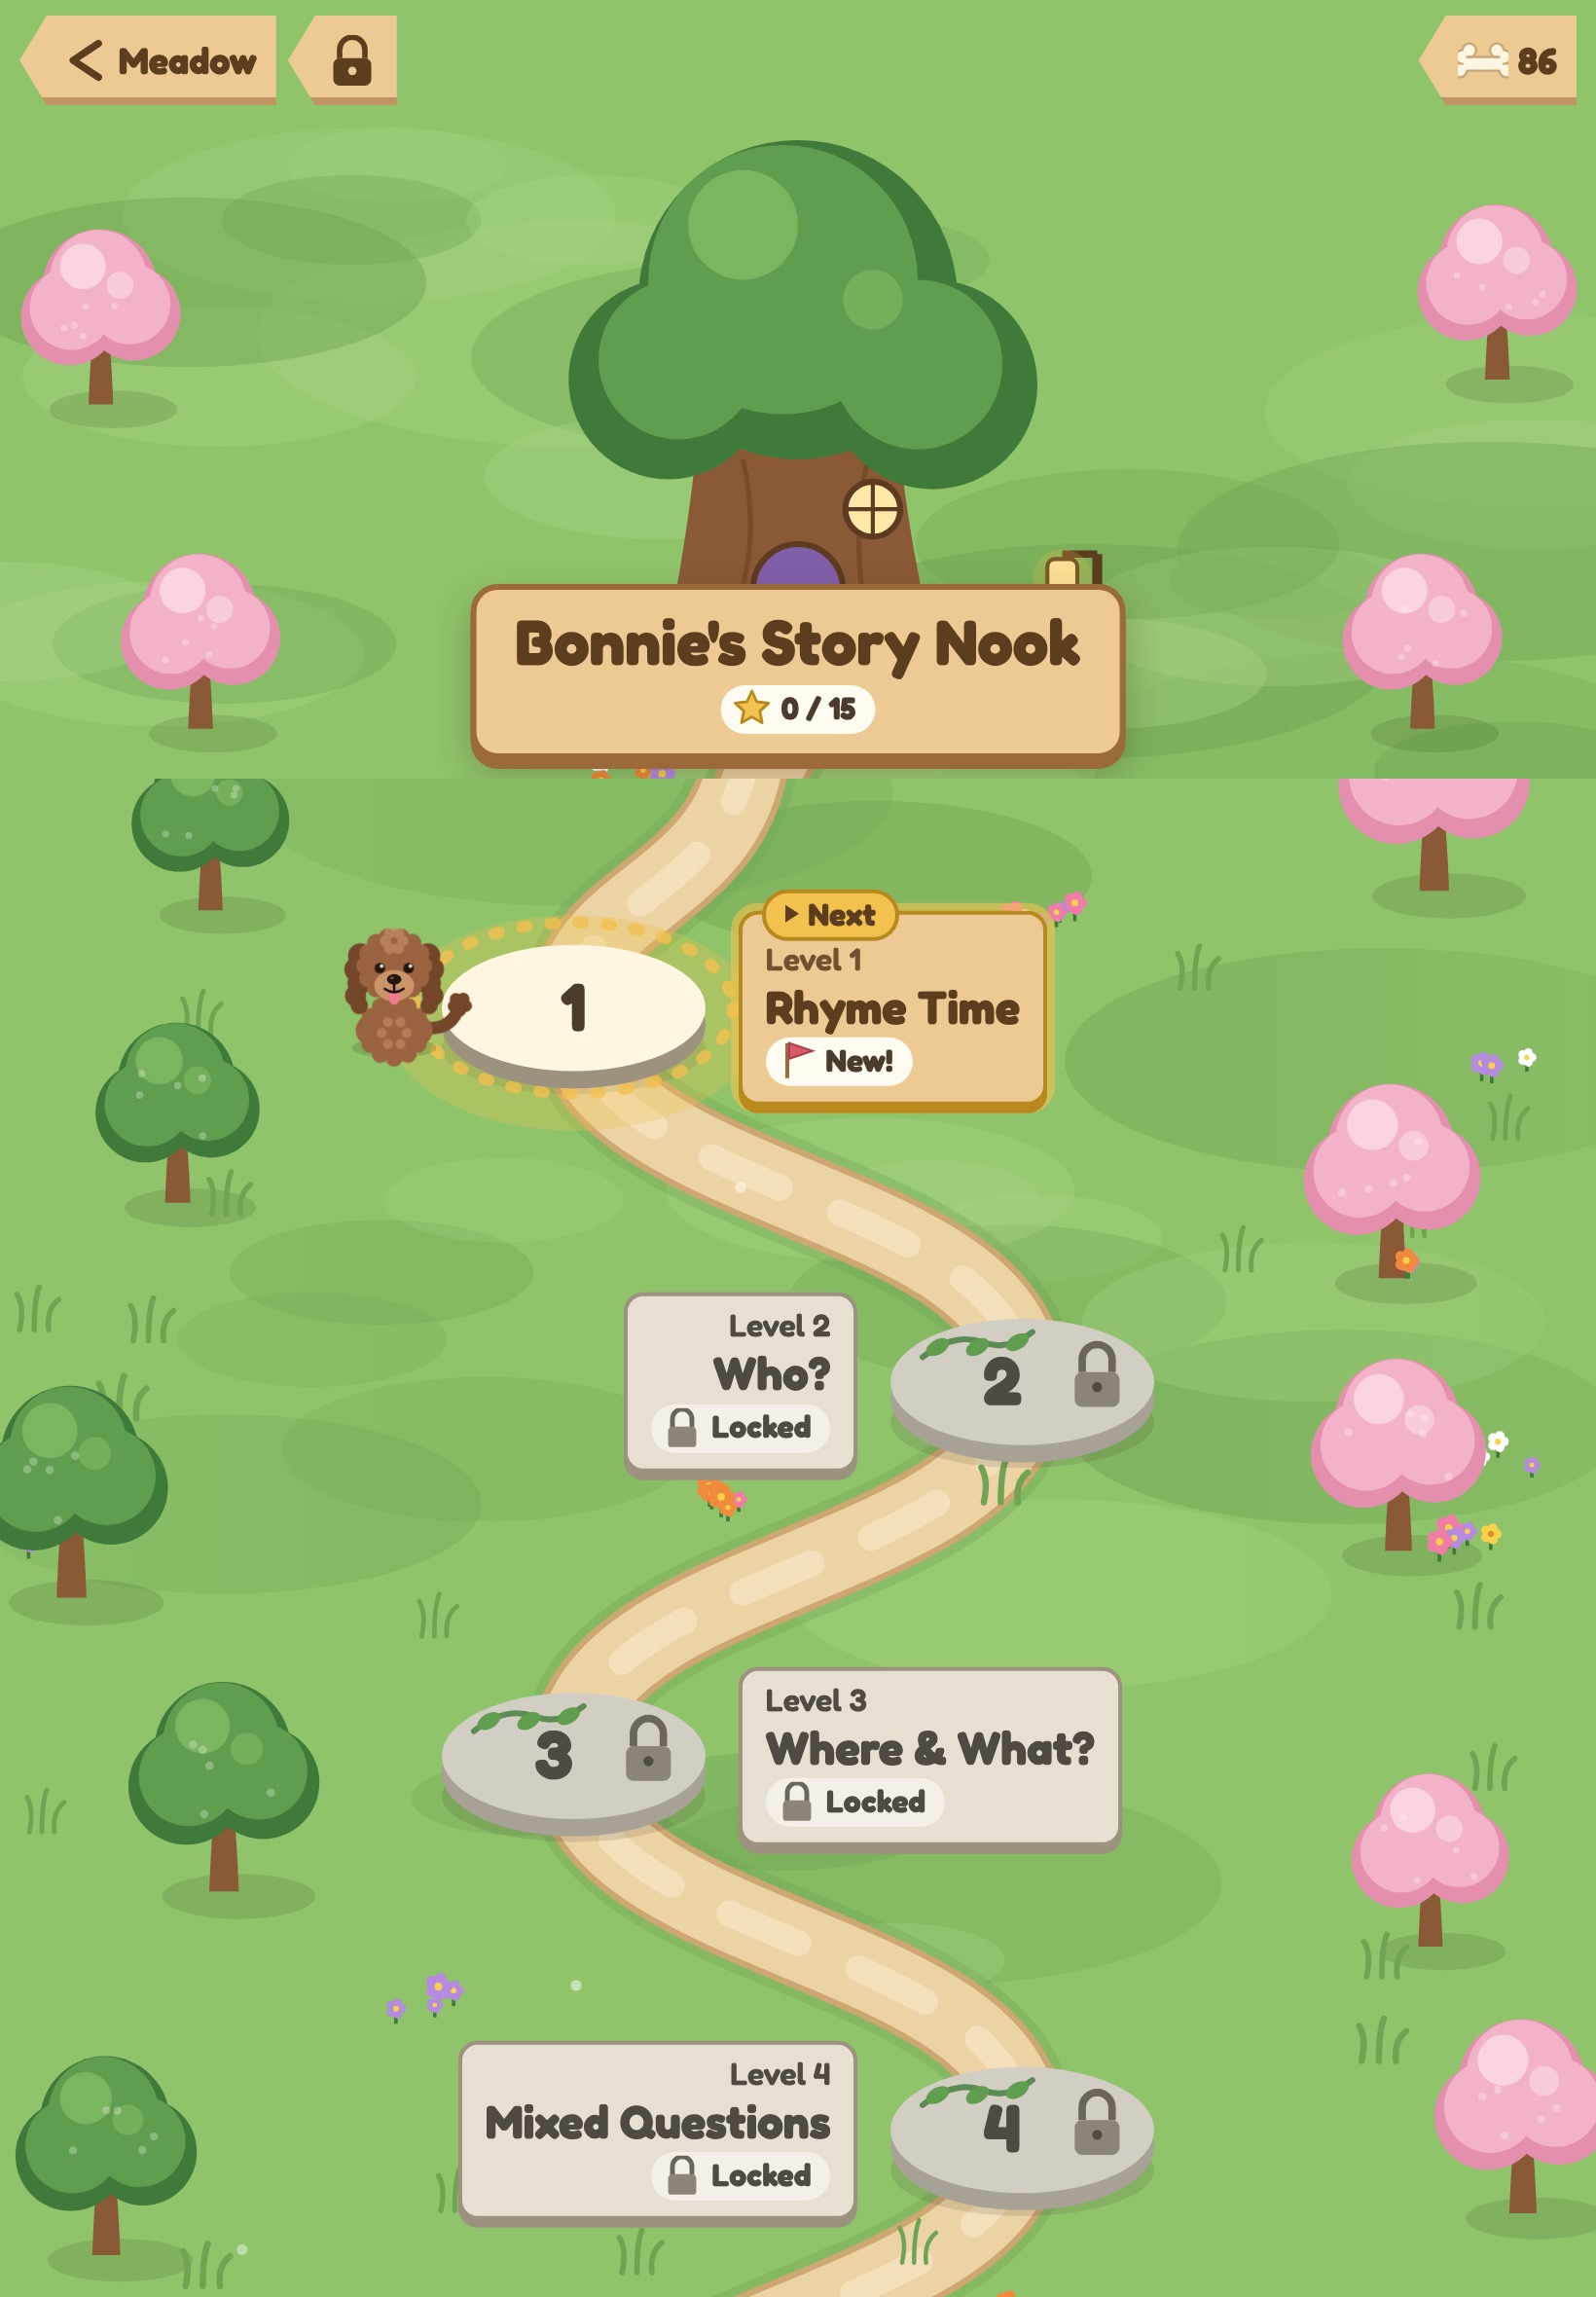 Meadow
86
Bonnie's Story Nook
0 / 15
Next
1
Level 1
Rhyme Time
New!
Level 2
Who?
Locked
2
3
Level 3
Where & What?
Locked
Level 4
Mixed Questions
Locked
4